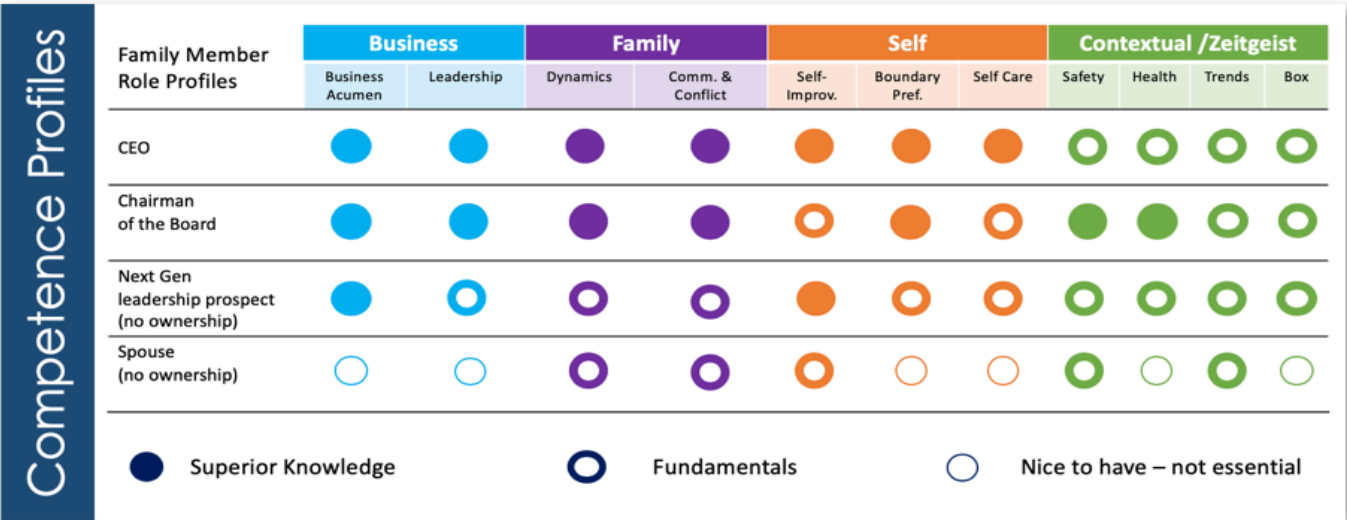 Competence Profiles
Family Member
Role Profiles
Business
Family
Self
Contextual /Zeitgeist
Business
Acumen
Leadership
Dynamics
Comm. &
Conflict
Self-
Improv.
Boundary
Pref.
Self Care
Safety
Health
Trends
Box
CEO
Chairman
of the Board
Next Gen
leadership prospect
(no ownership)
Spouse
(no ownership)
Superior Knowledge
Fundamentals
Nice to have – not essential